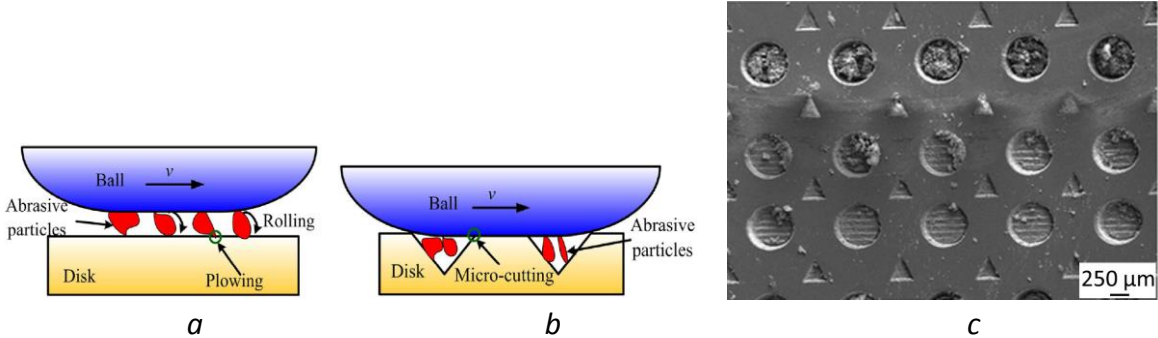 Ball
v
Abrasive
particles
Rolling
Disk
Plowing
a
Ball
v
Abrasive
particles
Disk
Micro-cutting
b
250 μm
c